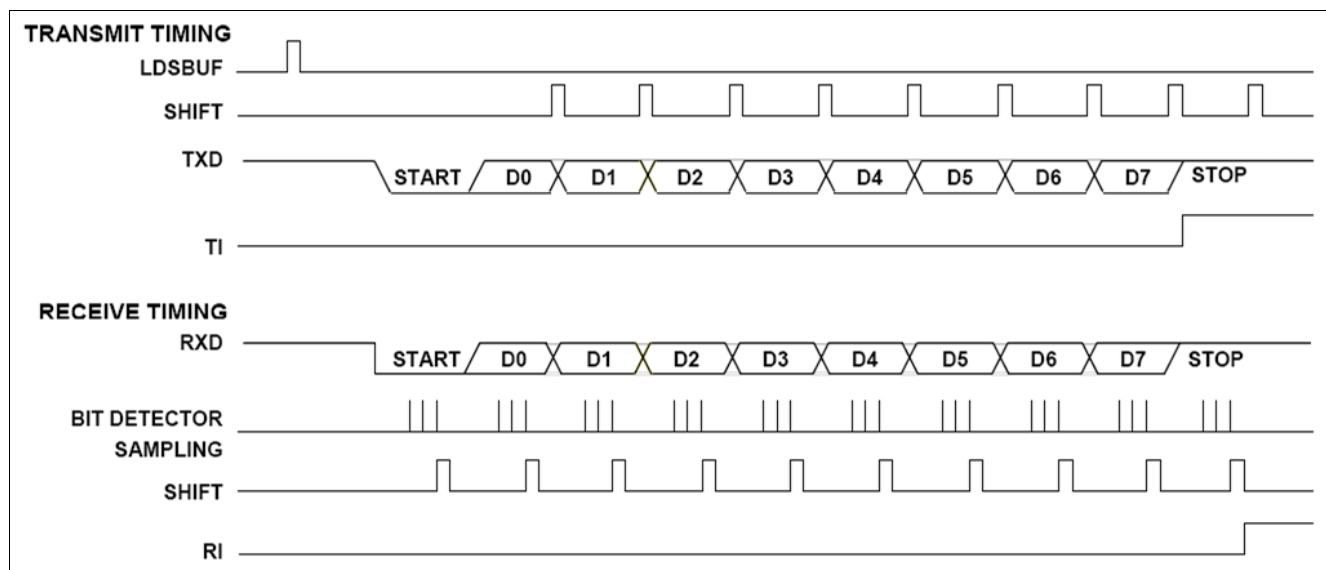 TRANSMIT TIMING
LDSBUF
SHIFT
TXD START D0 D1 D2 D3 D4 D5 D6 D7 STOP
TI
RECEIVE TIMING
RXD START D0 D1 D2 D3 D4 D5 D6 D7 STOP
BIT DETECTOR
SAMPLING
SHIFT
RI